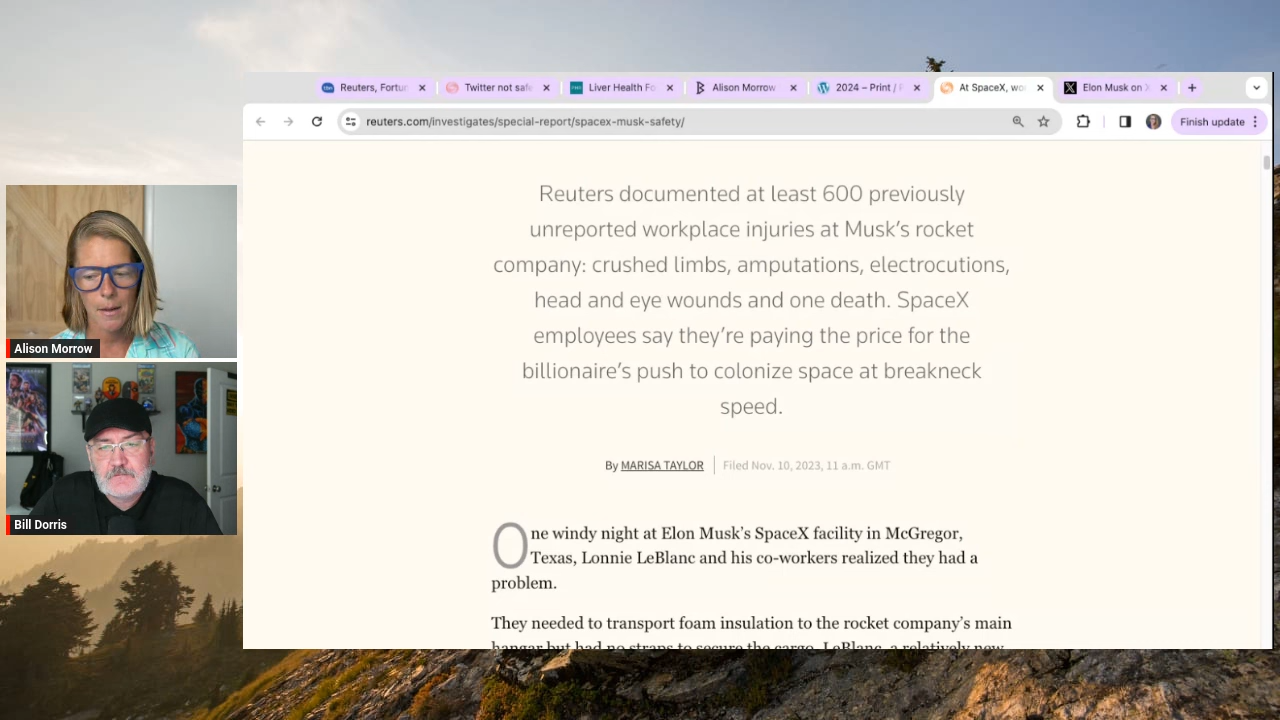 Reuters, Fortun
Twitter not safe
Liver Health Fo
Alison Morrow
2024 – Print / F
At SpaceX, wo
Elon Musk on X
reuters.com/investigates/special-report/spacex-musk-safety/
Finish update
Reuters documented at least 600 previously
unreported workplace injuries at Musk’s rocket
company: crushed limbs, amputations, electrocutions,
head and eye wounds and one death. SpaceX
employees say they’re paying the price for the
billionaire’s push to colonize space at breakneck
speed.
By MARISA TAYLOR Filed Nov. 10, 2023, 11 a.m. GMT
One windy night at Elon Musk’s SpaceX facility in McGregor,
Texas, Lonnie LeBlanc and his co-workers realized they had a
problem.
They needed to transport foam insulation to the rocket company’s main
hangar but had no straps to secure the cargo. LeBlanc, a relatively new
Alison Morrow
Bill Dorris